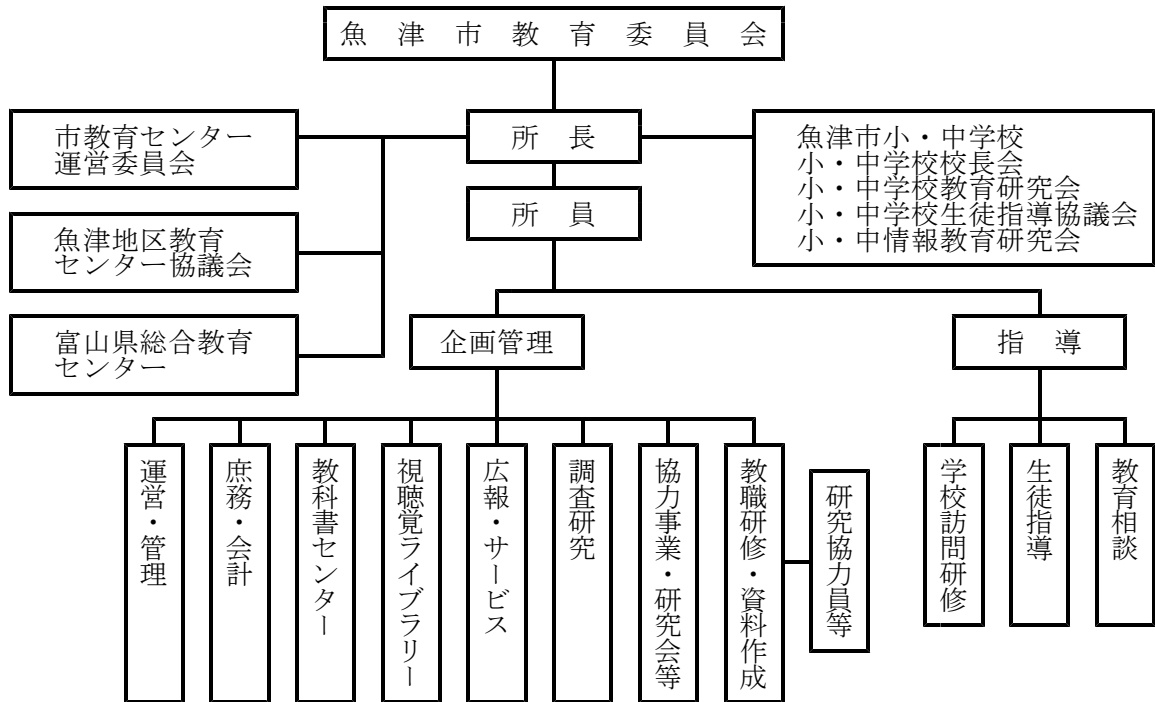 魚津市教育委員会
市教育センター
運営委員会
所長
魚津市小・中学校
小・中学校校長会
小・中学校教育研究会
小・中学校生徒指導協議会
小・中情報教育研究会
所員
魚津地区教育
センター協議会
富山県総合教育
センター
企画管理
指導
運営・管理
庶務・会計
教科書センター
視聴覚ライブラリー
広報・サービス
調査研究
協力事業・研究会等
教職研修・資料作成
研究協力員等
学校訪問研修
生徒指導
教育相談